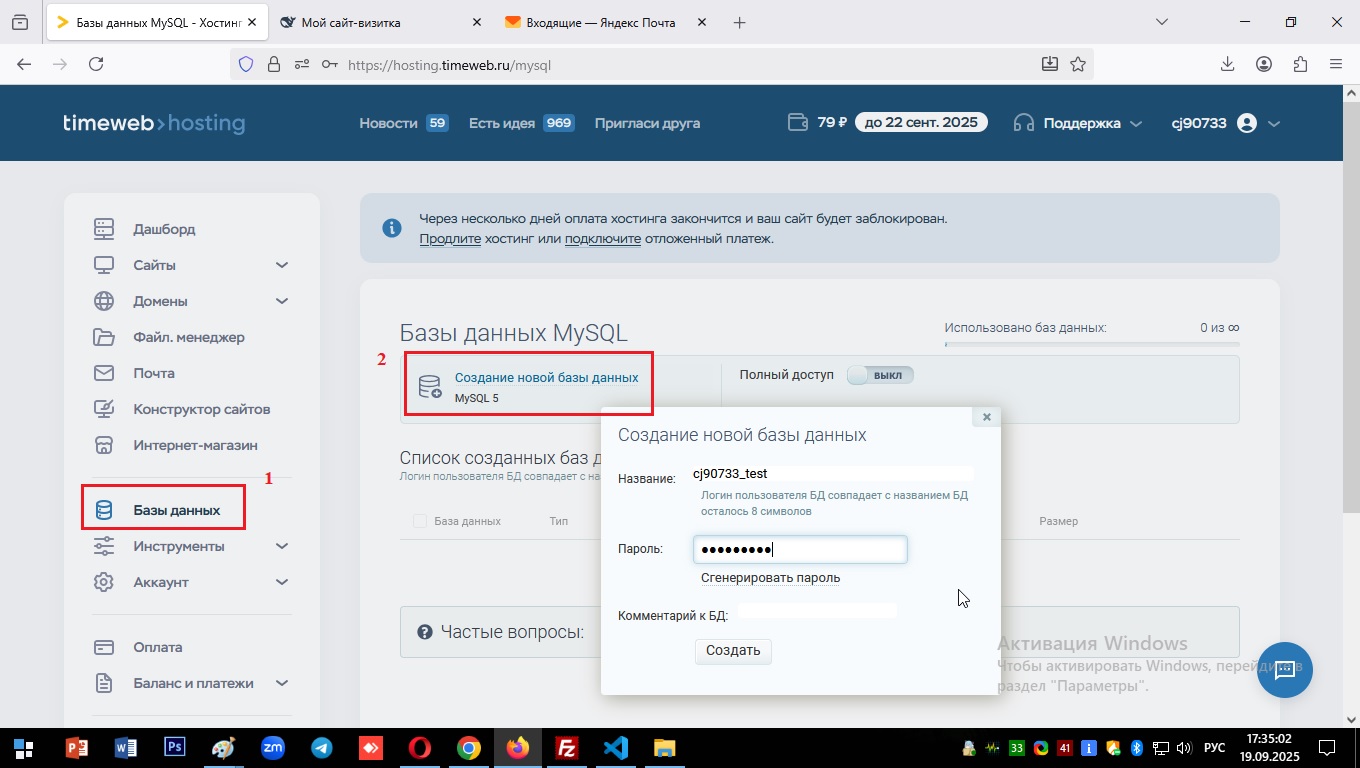 Базы данных MySQL - Хостинг
Мой сайт-визитка
Входящие — Яндекс Почта
https://hosting.timeweb.ru/mysql
timeweb>hosting
Новости 59
Есть идея 969
Пригласи друга
79 ₽ до 22 сент. 2025
Поддержка
cj90733
Дашборд
Сайты
Домены
Файл. менеджер
Почта
Конструктор сайтов
Интернет-магазин
1
Базы данных
Инструменты
Аккаунт
Оплата
Баланс и платежи
Через несколько дней оплата хостинга закончится и ваш сайт будет заблокирован.
Продлите хостинг или подключите отложенный платеж.
Базы данных MySQL
Использовано баз данных: 0 из ∞
2
Создание новой базы данных
MySQL 5
Полный доступ выкл
Список созданных баз д
Логин пользователя БД совпадает с на
База данных Тип Размер
Частые вопросы:
Создание новой базы данных
Название: cj90733_test
Логин пользователя БД совпадает с названием БД
осталось 8 символов
Пароль: ●●●●●●●●●
Сгенерировать пароль
Комментарий к БД:
Создать
Активация Windows
Чтобы активировать Windows, перейдите в
раздел "Параметры".
P W Ps zm Fz
33 41 РУС
17:35:02
19.09.2025